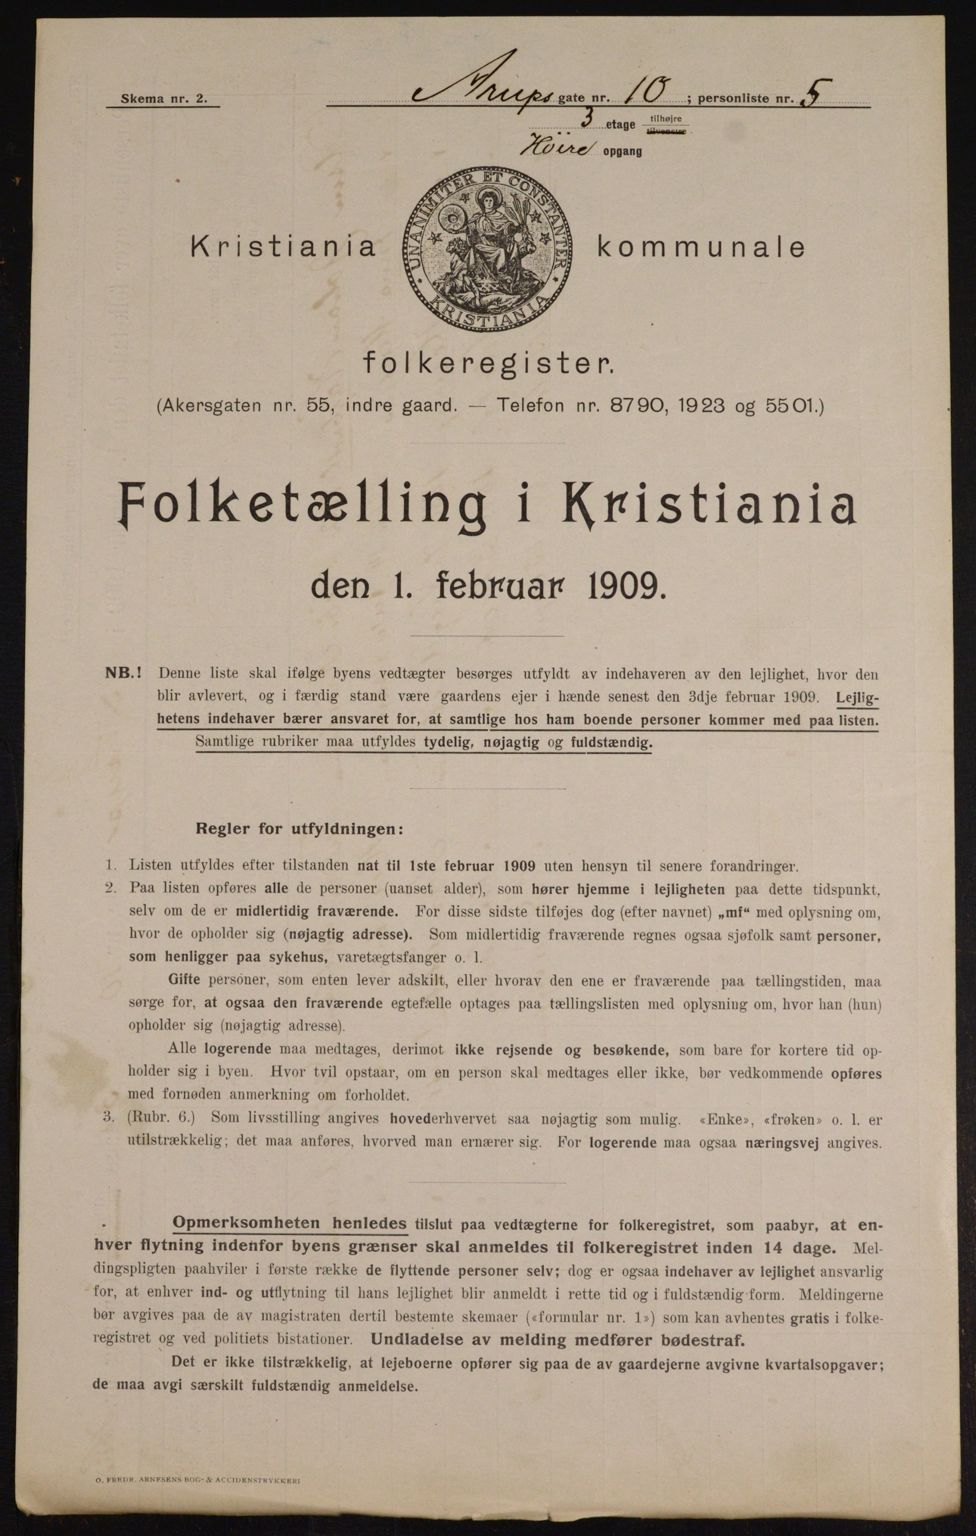 Skema nr. 2.
Arups gate nr. 10 ; personliste nr. 5
3 etage tilhøjre
tilvenstre
Høire opgang
UNANIMITER ET CONSTANTER
KRISTIANIA
Kristiania kommunale
folkeregister.
(Akersgaten nr. 55, indre gaard. — Telefon nr. 8790, 1923 og 5501.)
Folketælling i Kristiania
den 1. februar 1909.
NB.! Denne liste skal ifølge byens vedtægter besørges utfyldt av indehaveren av den lejlighet, hvor den
blir avlevert, og i færdig stand være gaardens ejer i hænde senest den 3dje februar 1909. Lejlig-
hetens indehaver bærer ansvaret for, at samtlige hos ham boende personer kommer med paa listen.
Samtlige rubriker maa utfyldes tydelig, nøjagtig og fuldstændig.
Regler for utfyldningen:
1. Listen utfyldes efter tilstanden nat til 1ste februar 1909 uten hensyn til senere forandringer.
2. Paa listen opføres alle de personer (uanset alder), som hører hjemme i lejligheten paa dette tidspunkt,
selv om de er midlertidig fraværende. For disse sidste tilføjes dog (efter navnet) „mf“ med oplysning om,
hvor de opholder sig (nøjagtig adresse). Som midlertidig fraværende regnes ogsaa sjøfolk samt personer,
som henligger paa sykehus, varetægtsfanger o. l.
Gifte personer, som enten lever adskilt, eller hvorav den ene er fraværende paa tællingstiden, maa
sørge for, at ogsaa den fraværende egtefælle optages paa tællingslisten med oplysning om, hvor han (hun)
opholder sig (nøjagtig adresse).
Alle logerende maa medtages, derimot ikke rejsende og besøkende, som bare for kortere tid op-
holder sig i byen. Hvor tvil opstaar, om en person skal medtages eller ikke, bør vedkommende opføres
med fornøden anmerkning om forholdet.
3. (Rubr. 6.) Som livsstilling angives hovederhvervet saa nøjagtig som mulig. «Enke», «frøken» o. l. er
utilstrækkelig; det maa anføres, hvorved man ernærer sig. For logerende maa ogsaa næringsvej angives.
Opmerksomheten henledes tilslut paa vedtægterne for folkeregistret, som paabyr, at en-
hver flytning indenfor byens grænser skal anmeldes til folkeregistret inden 14 dage. Mel-
dingspligten paahviler i første række de flyttende personer selv; dog er ogsaa indehaver av lejlighet ansvarlig
for, at enhver ind- og utflytning til hans lejlighet blir anmeldt i rette tid og i fuldstændig form. Meldingerne
bør avgives paa de av magistraten dertil bestemte skemaer («formular nr. 1») som kan avhentes gratis i folke-
registret og ved politiets bistationer. Undladelse av melding medfører bødestraf.
Det er ikke tilstrækkelig, at lejeboerne opfører sig paa de av gaardejerne avgivne kvartalsopgaver;
de maa avgi særskilt fuldstændig anmeldelse.
O. FREDR. ARNESENS BOG- & ACCIDENSTRYKKERI